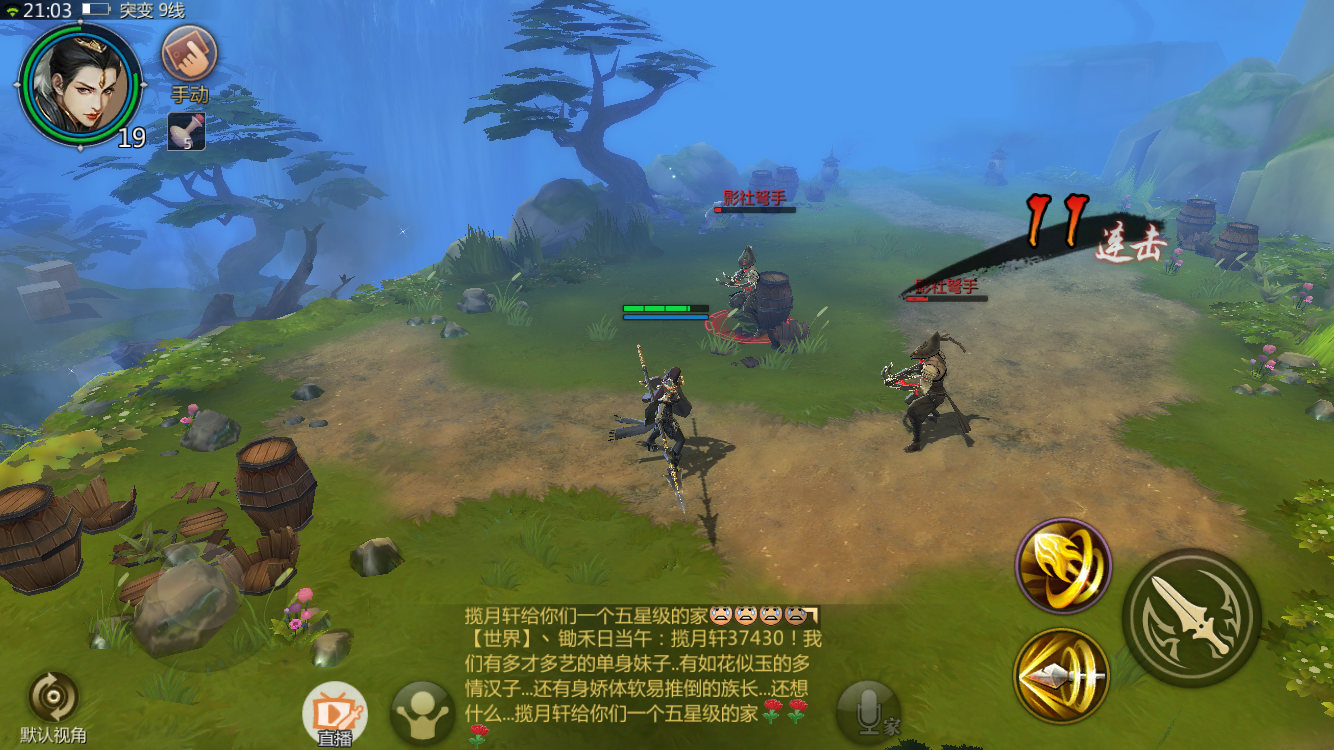 21:03 突变 9线
手动
19
5
影社弩手
11
连击
影社弩手
揽月轩给你们一个五星级的家
【世界】丶锄禾日当午：揽月轩37430！我
们有多才多艺的单身妹子..有如花似玉的多
情汉子...还有身娇体软易推倒的族长...还想
什么...揽月轩给你们一个五星级的家
默认视角
直播
家